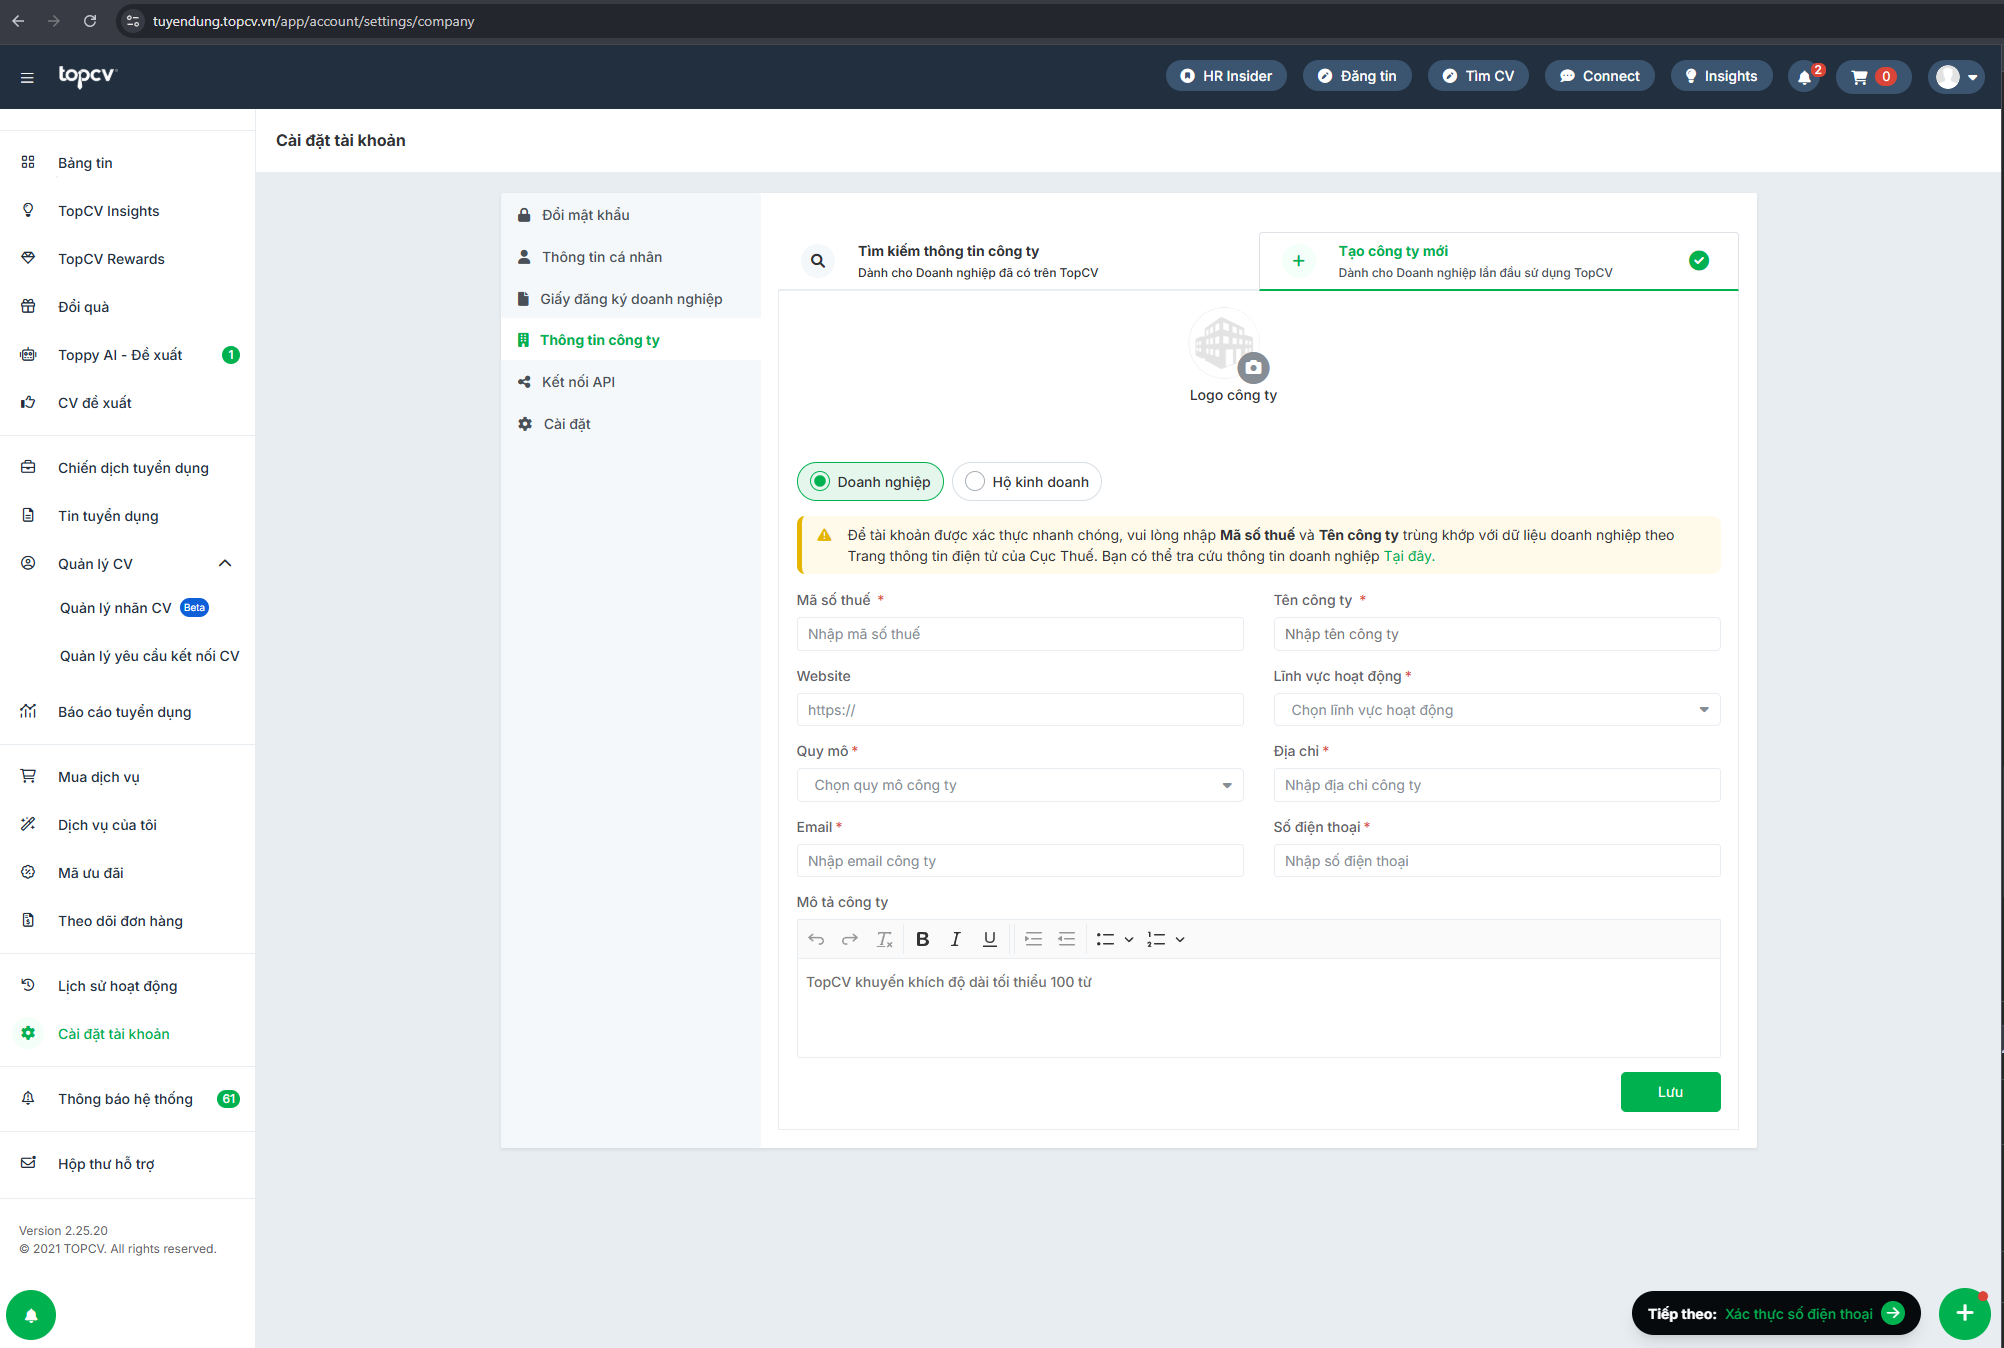 tuyendung.topcv.vn/app/account/settings/company
topcv
HR Insider
Đăng tin
Tìm CV
Connect
Insights
2
0
Bảng tin
TopCV Insights
TopCV Rewards
Đổi quà
Toppy AI - Đề xuất
1
CV đề xuất
Chiến dịch tuyển dụng
Tin tuyển dụng
Quản lý CV
Quản lý nhãn CV
Beta
Quản lý yêu cầu kết nối CV
Báo cáo tuyển dụng
Mua dịch vụ
Dịch vụ của tôi
Mã ưu đãi
Theo dõi đơn hàng
Lịch sử hoạt động
Cài đặt tài khoản
Thông báo hệ thống
61
Hộp thư hỗ trợ
Version 2.25.20
© 2021 TOPCV. All rights reserved.
Cài đặt tài khoản
Đổi mật khẩu
Thông tin cá nhân
Giấy đăng ký doanh nghiệp
Thông tin công ty
Kết nối API
Cài đặt
Tìm kiếm thông tin công ty
Dành cho Doanh nghiệp đã có trên TopCV
Tạo công ty mới
Dành cho Doanh nghiệp lần đầu sử dụng TopCV
Logo công ty
Doanh nghiệp
Hộ kinh doanh
Để tài khoản được xác thực nhanh chóng, vui lòng nhập Mã số thuế và Tên công ty trùng khớp với dữ liệu doanh nghiệp theo
Trang thông tin điện tử của Cục Thuế. Bạn có thể tra cứu thông tin doanh nghiệp Tại đây.
Mã số thuế *
Nhập mã số thuế
Tên công ty *
Nhập tên công ty
Website
https://
Lĩnh vực hoạt động *
Chọn lĩnh vực hoạt động
Quy mô *
Chọn quy mô công ty
Địa chỉ *
Nhập địa chỉ công ty
Email *
Nhập email công ty
Số điện thoại *
Nhập số điện thoại
Mô tả công ty
TopCV khuyến khích độ dài tối thiểu 100 từ
Lưu
Tiếp theo: Xác thực số điện thoại